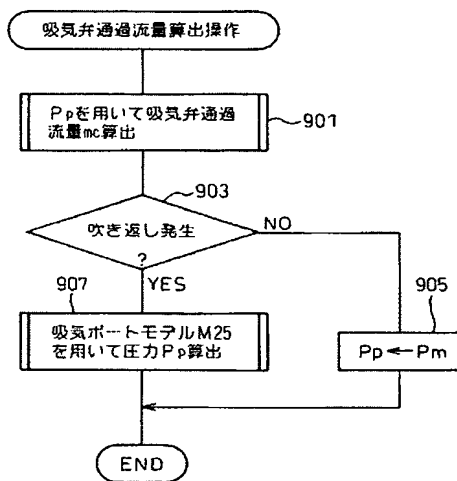 吸気弁通過流量算出操作
Ppを用いて吸気弁通過
流量mc算出
901
903
吹き返し発生
?
NO
YES
907
吸気ポートモデルM25
を用いて圧力Pp算出
905
Pp←Pm
END